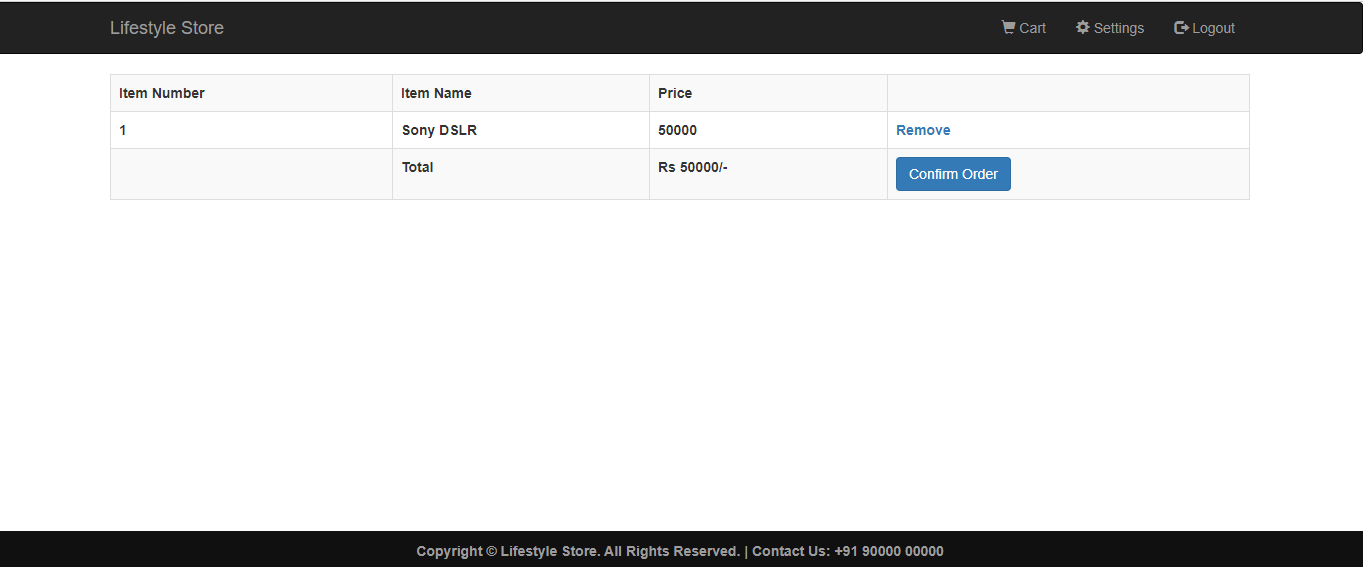 Lifestyle Store Cart Settings Logout
Item Number Item Name Price
1 Sony DSLR 50000 Remove
Total Rs 50000/- Confirm Order
Copyright © Lifestyle Store. All Rights Reserved. | Contact Us: +91 90000 00000